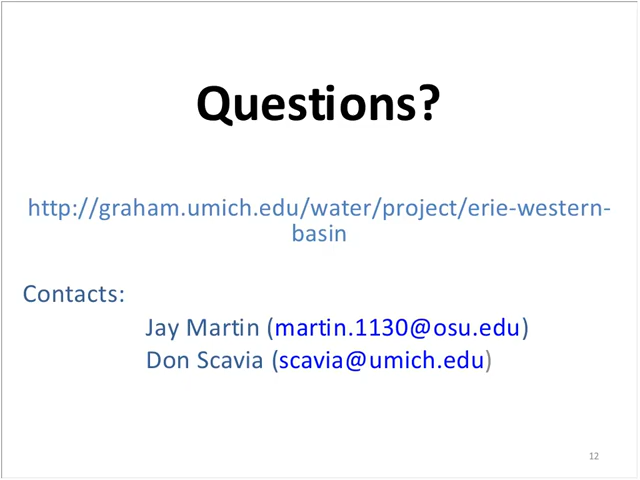 Questions?
http://graham.umich.edu/water/project/erie-western-
basin
Contacts:
Jay Martin (martin.1130@osu.edu)
Don Scavia (scavia@umich.edu)
12